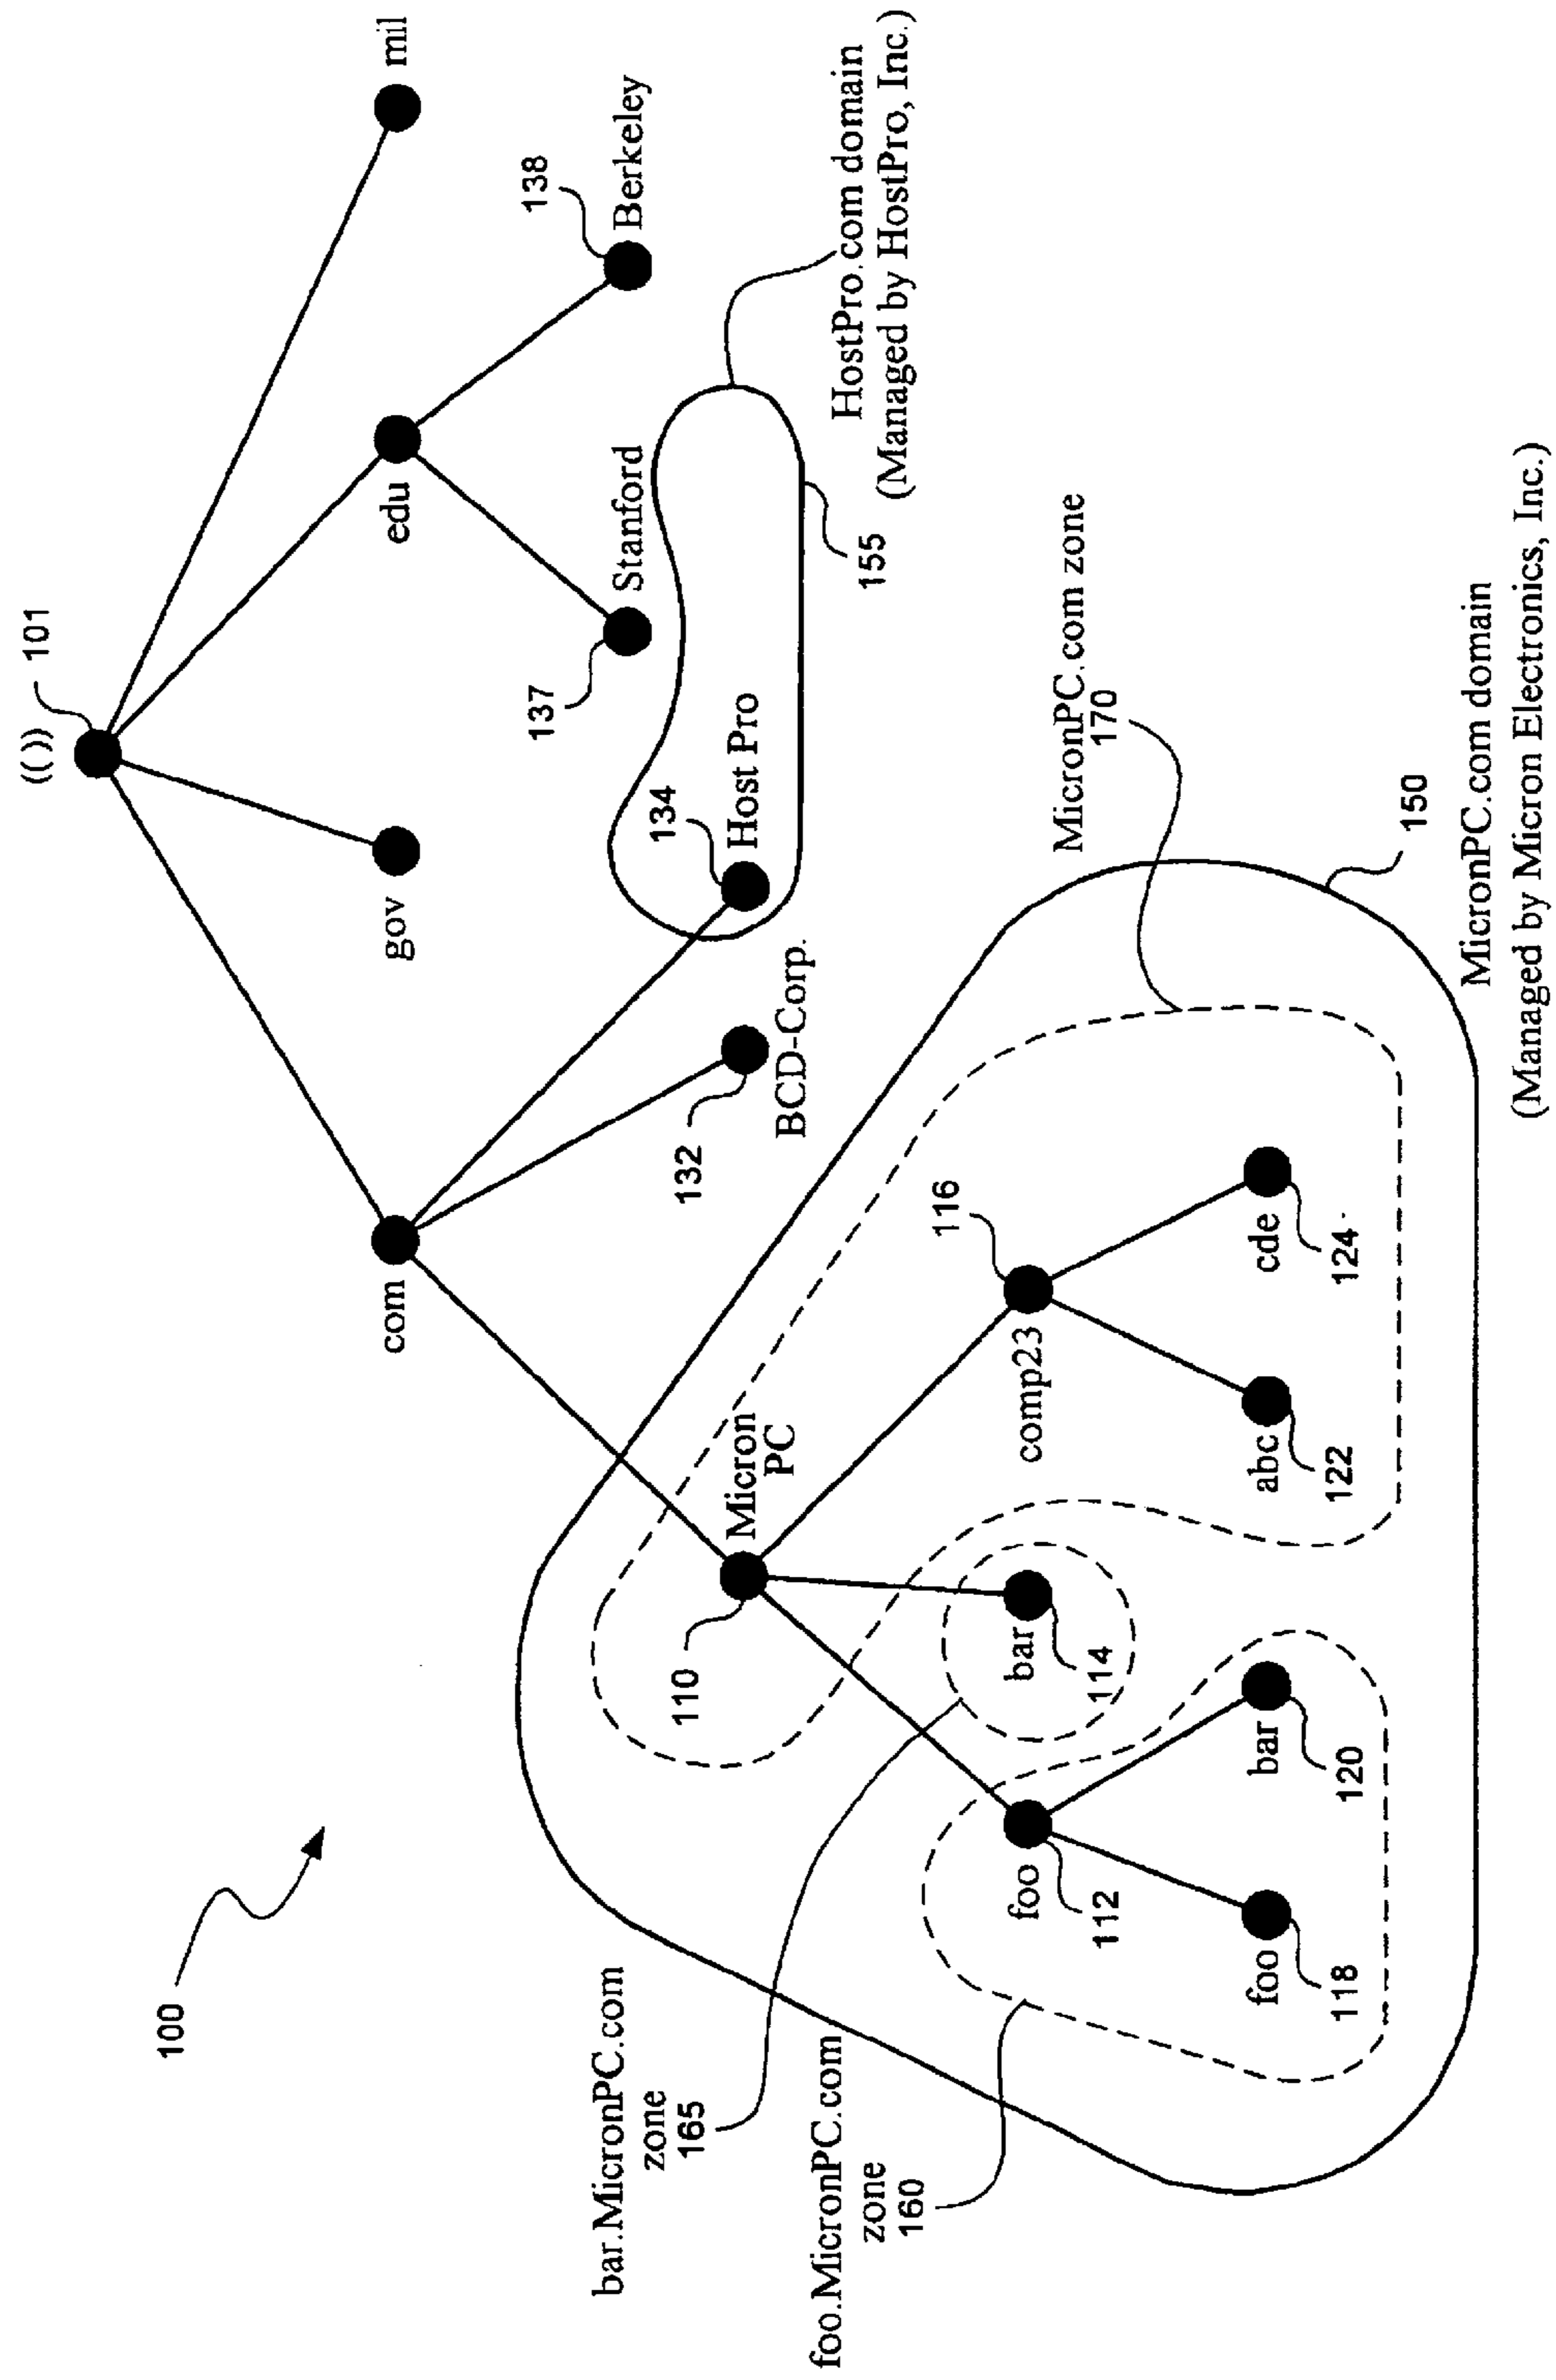 100
(( ))
101
com
gov
edu
mil
132
BCD-Corp.
134
Host Pro
137
Stanford
138
Berkeley
155
HostPro.com domain
(Managed by HostPro, Inc.)
110
Micron
PC
bar.MicronPC.com
zone
165
foo.MicronPC.com
zone
160
MicronPC.com zone
170
foo
112
bar
114
comp23
116
foo
118
bar
120
abc
122
cde
124
150
MicronPC.com domain
(Managed by Micron Electronics, Inc.)